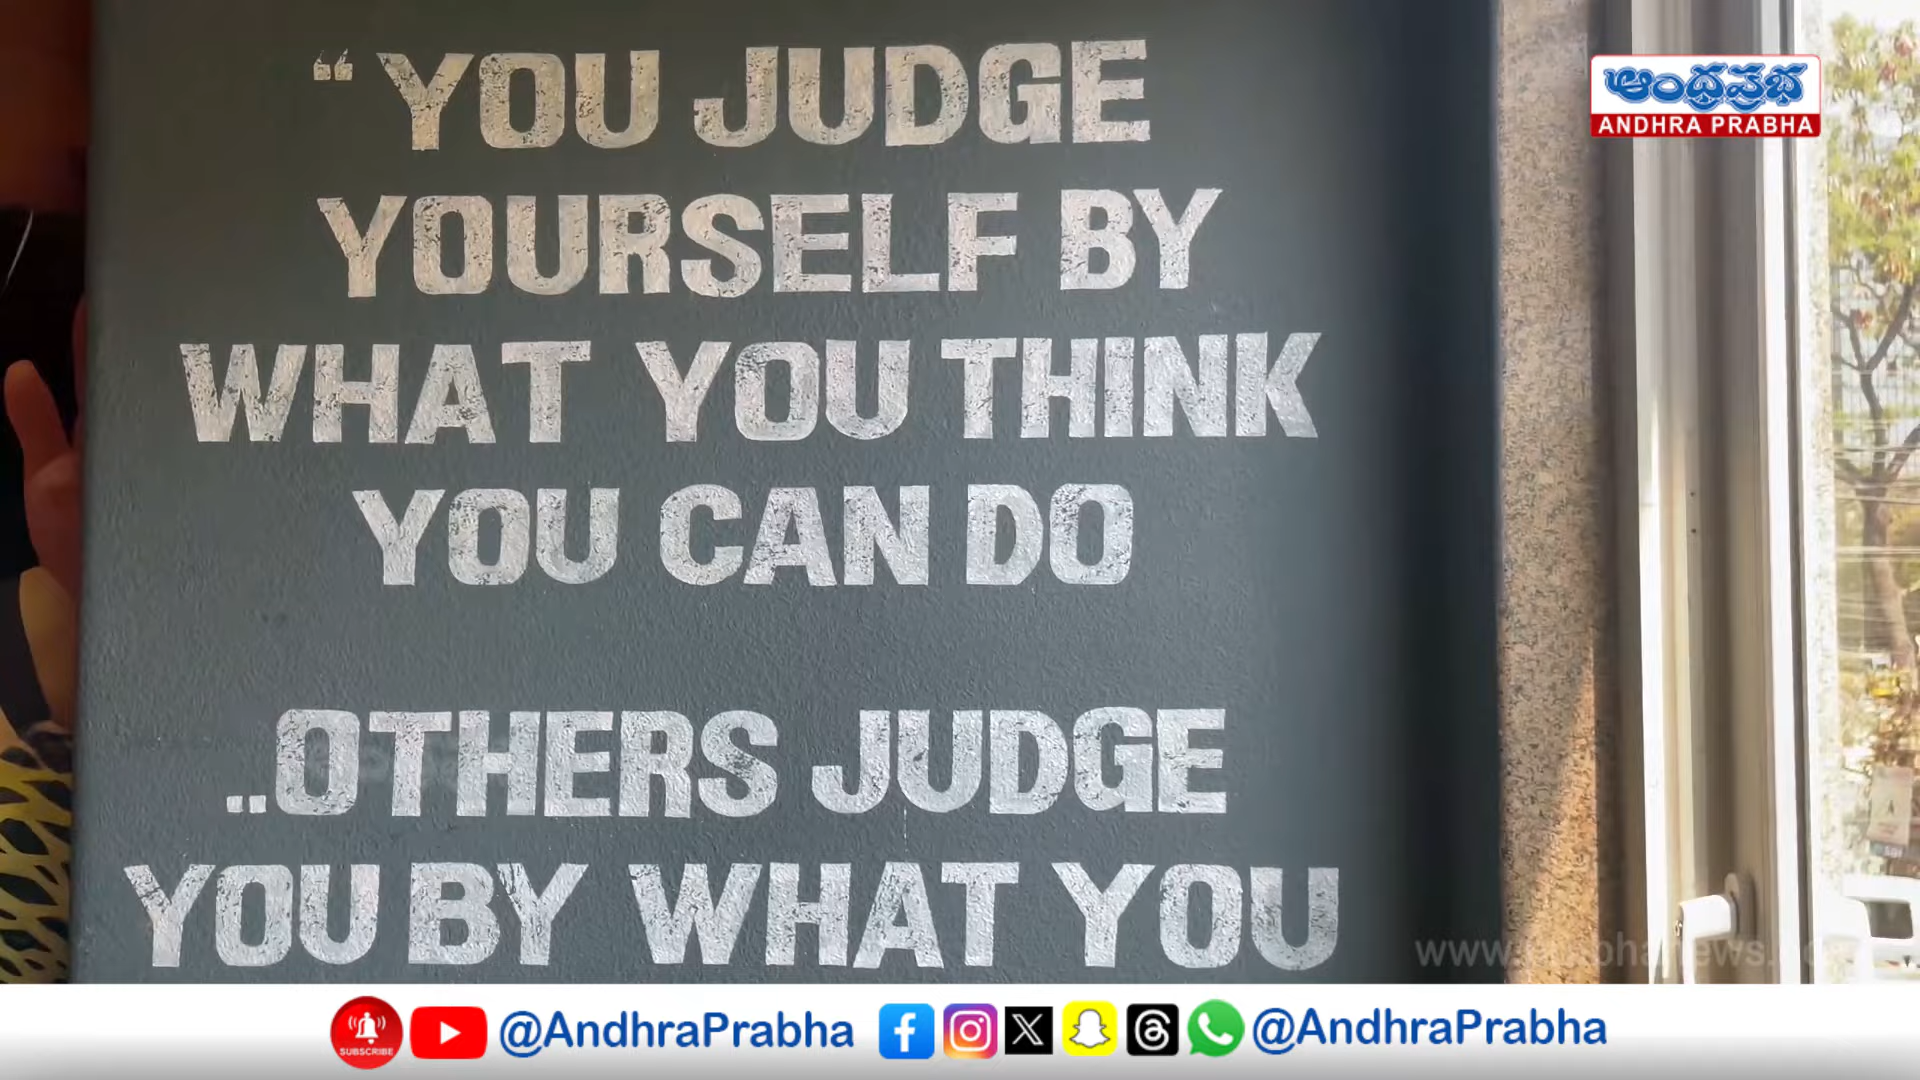 “YOU JUDGE
YOURSELF BY
WHAT YOU THINK
YOU CAN DO
..OTHERS JUDGE
YOU BY WHAT YOU
ఆంధ్రప్రభ
ANDHRA PRABHA
SUBSCRIBE
@AndhraPrabha
@AndhraPrabha